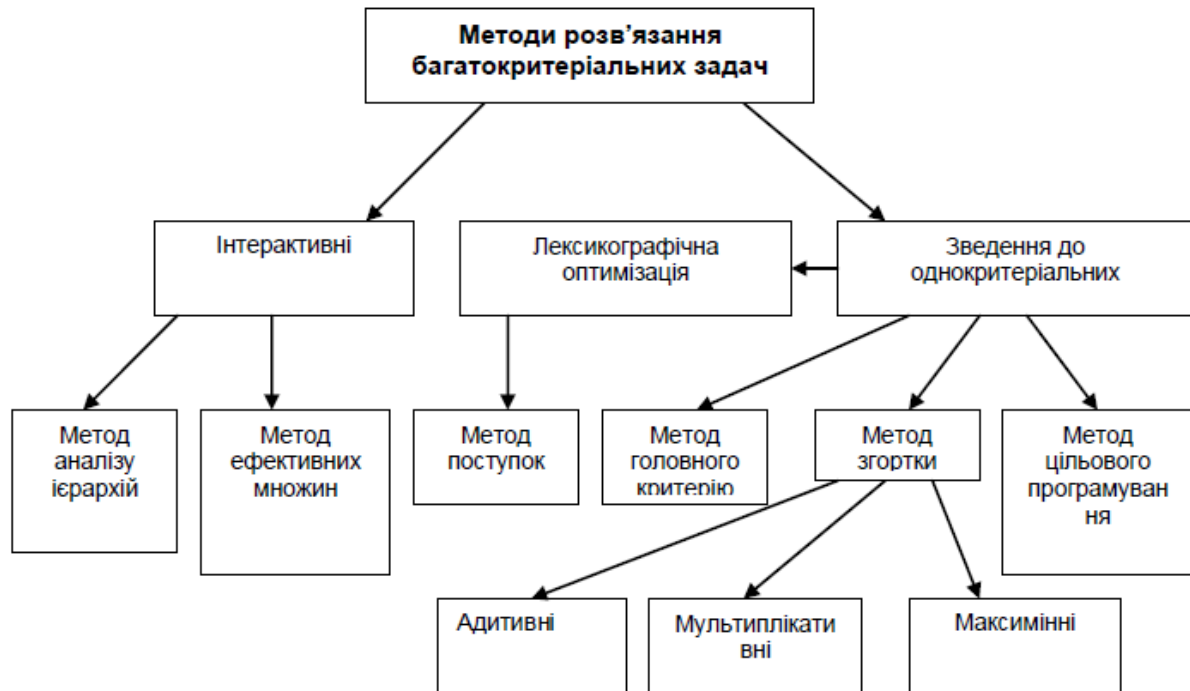 Методи розв’язання
багатокритеріальних задач
Інтерактивні
Лексикографічна
оптимізація
Зведення до
однокритеріальних
Метод
аналізу
ієрархій
Метод
ефективних
множин
Метод
поступок
Метод
головного
критерію
Метод
згортки
Метод
цільового
програмуван
ня
Адитивні
Мультиплікати
вні
Максимінні